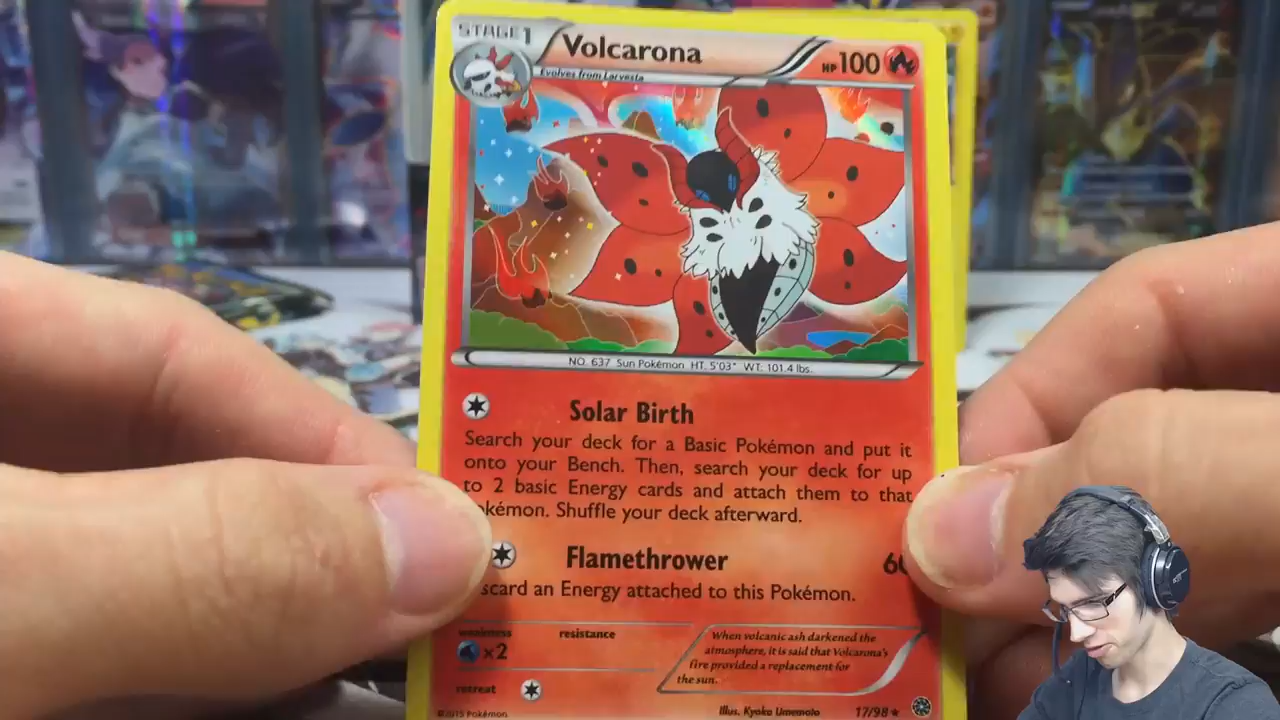 STAGE 1
Volcarona
HP 100
Evolves from Larvesta
NO. 637 Sun Pokémon HT. 5'03" WT. 101.4 lbs.
Solar Birth
Search your deck for a Basic Pokémon and put it
onto your Bench. Then, search your deck for up
to 2 basic Energy cards and attach them to that
okémon. Shuffle your deck afterward.
Flamethrower 60
scard an Energy attached to this Pokémon.
weakness resistance
×2
When volcanic ash darkened the
atmosphere, it is said that Volcarona's
fire provided a replacement for
the sun.
retreat
©2015 Pokémon
Illus. Kyoko Umemoto 17/98